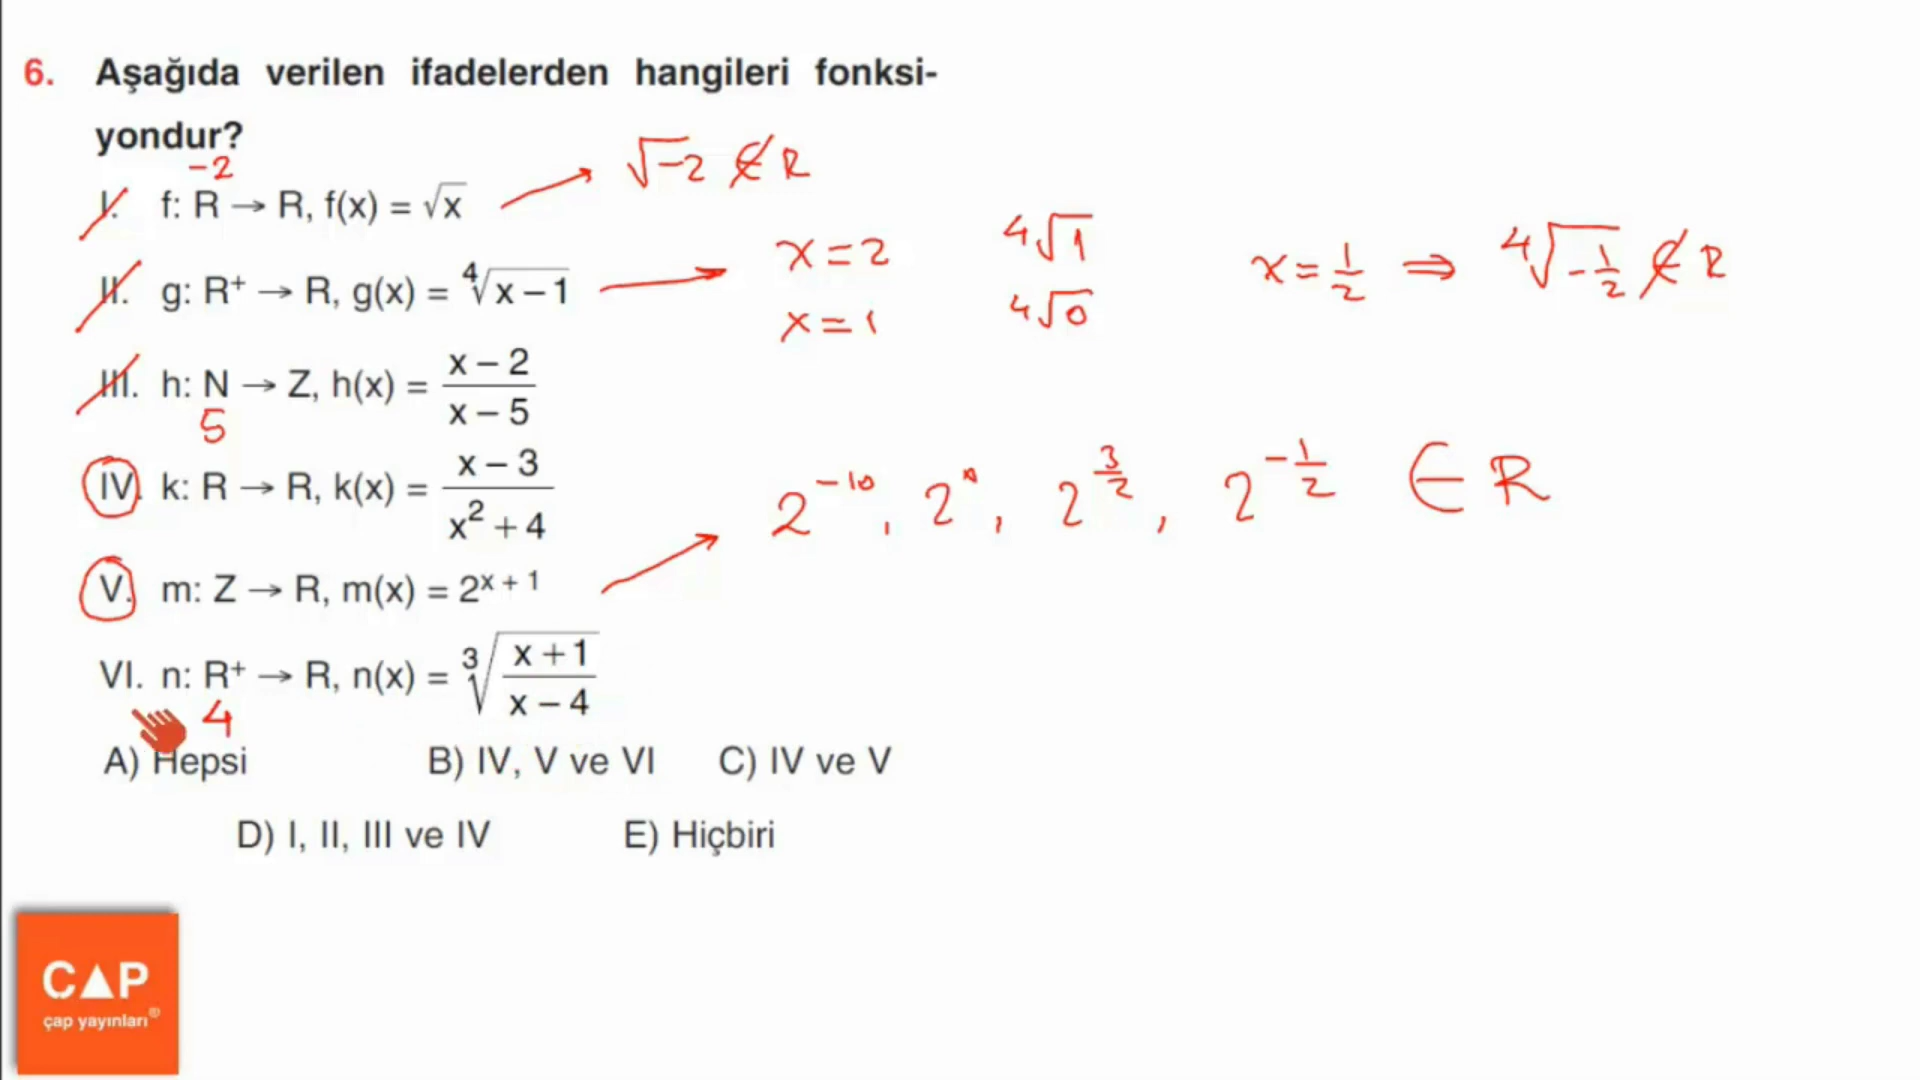 6. Aşağıda verilen ifadelerden hangileri fonksi-
yondur?
-2
√-2 ∉ R
I. f: R → R, f(x) = √x
x = 2 ⁴√1
x = 1/2 ⇒ ⁴√(-1/2) ∉ R
II. g: R⁺ → R, g(x) = ⁴√(x – 1)
x = 1 ⁴√0
III. h: N → Z, h(x) = (x – 2)/(x – 5)
5
IV. k: R → R, k(x) = (x – 3)/(x² + 4)
2^(-10), 2, 2^(3/2), 2^(-1/2) ∈ R
V. m: Z → R, m(x) = 2^(x + 1)
VI. n: R⁺ → R, n(x) = ³√((x + 1)/(x – 4))
4
A) Hepsi B) IV, V ve VI C) IV ve V
D) I, II, III ve IV E) Hiçbiri
CAP
çap yayınları®